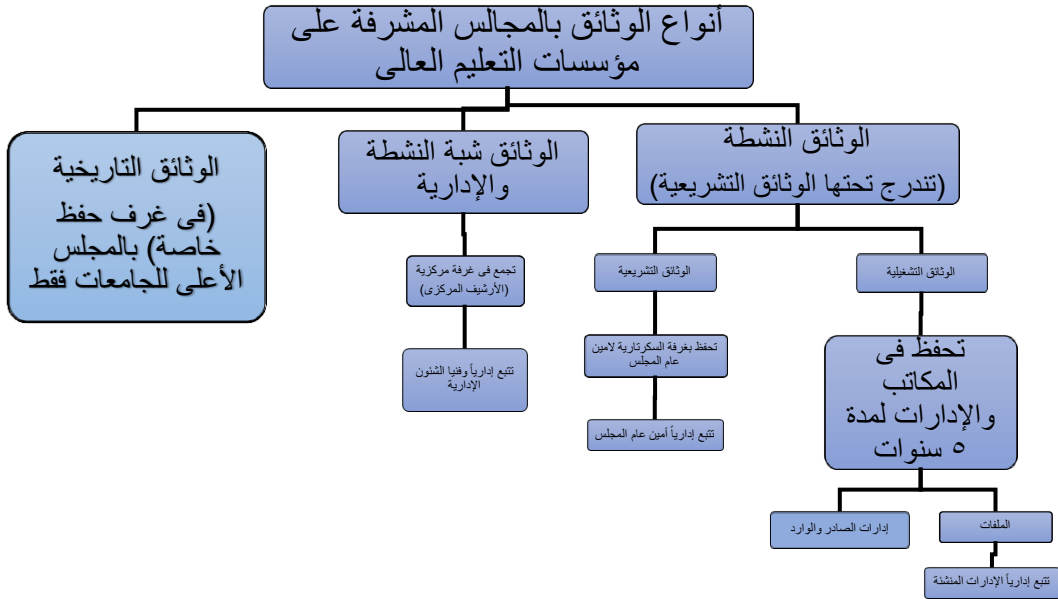 أنواع الوثائق بالمجالس المشرفة على
مؤسسات التعليم العالى
الوثائق النشطة
(تندرج تحتها الوثائق التشريعية)
الوثائق شبة النشطة
والإدارية
الوثائق التاريخية
(فى غرف حفظ
خاصة) بالمجلس
الأعلى للجامعات فقط
الوثائق التشغيلية
الوثائق التشريعية
تجمع فى غرفة مركزية
(الأرشيف المركزى)
تحفظ فى
المكاتب
والإدارات لمدة
٥ سنوات
تحفظ بغرفة السكرتارية لامين
عام المجلس
تتبع إدارياً وفنيا الشئون
الإدارية
تتبع إدارياً أمين عام المجلس
الملفات
إدارات الصادر والوارد
تتبع إدارياً الإدارات المنشئة